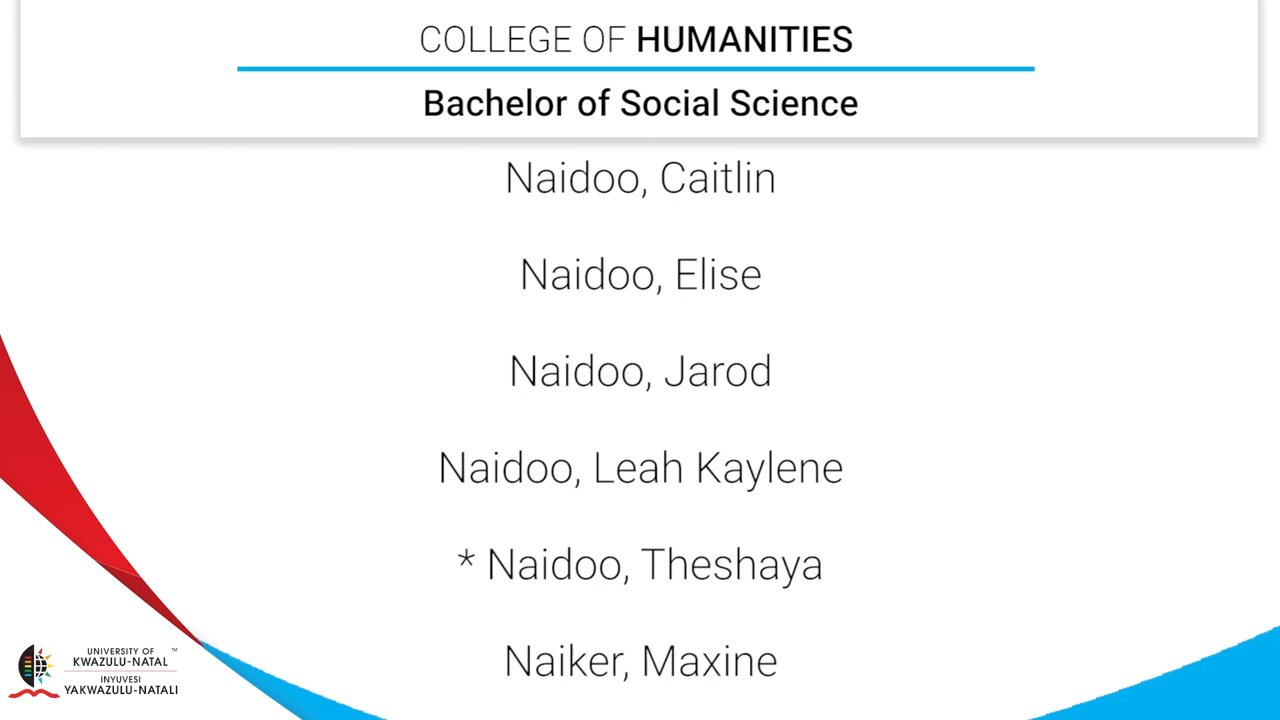 COLLEGE OF HUMANITIES
Bachelor of Social Science
Naidoo, Caitlin
Naidoo, Elise
Naidoo, Jarod
Naidoo, Leah Kaylene
* Naidoo, Theshaya
Naiker, Maxine
UNIVERSITY OF ™
KWAZULU-NATAL
INYUVESI
YAKWAZULU-NATALI